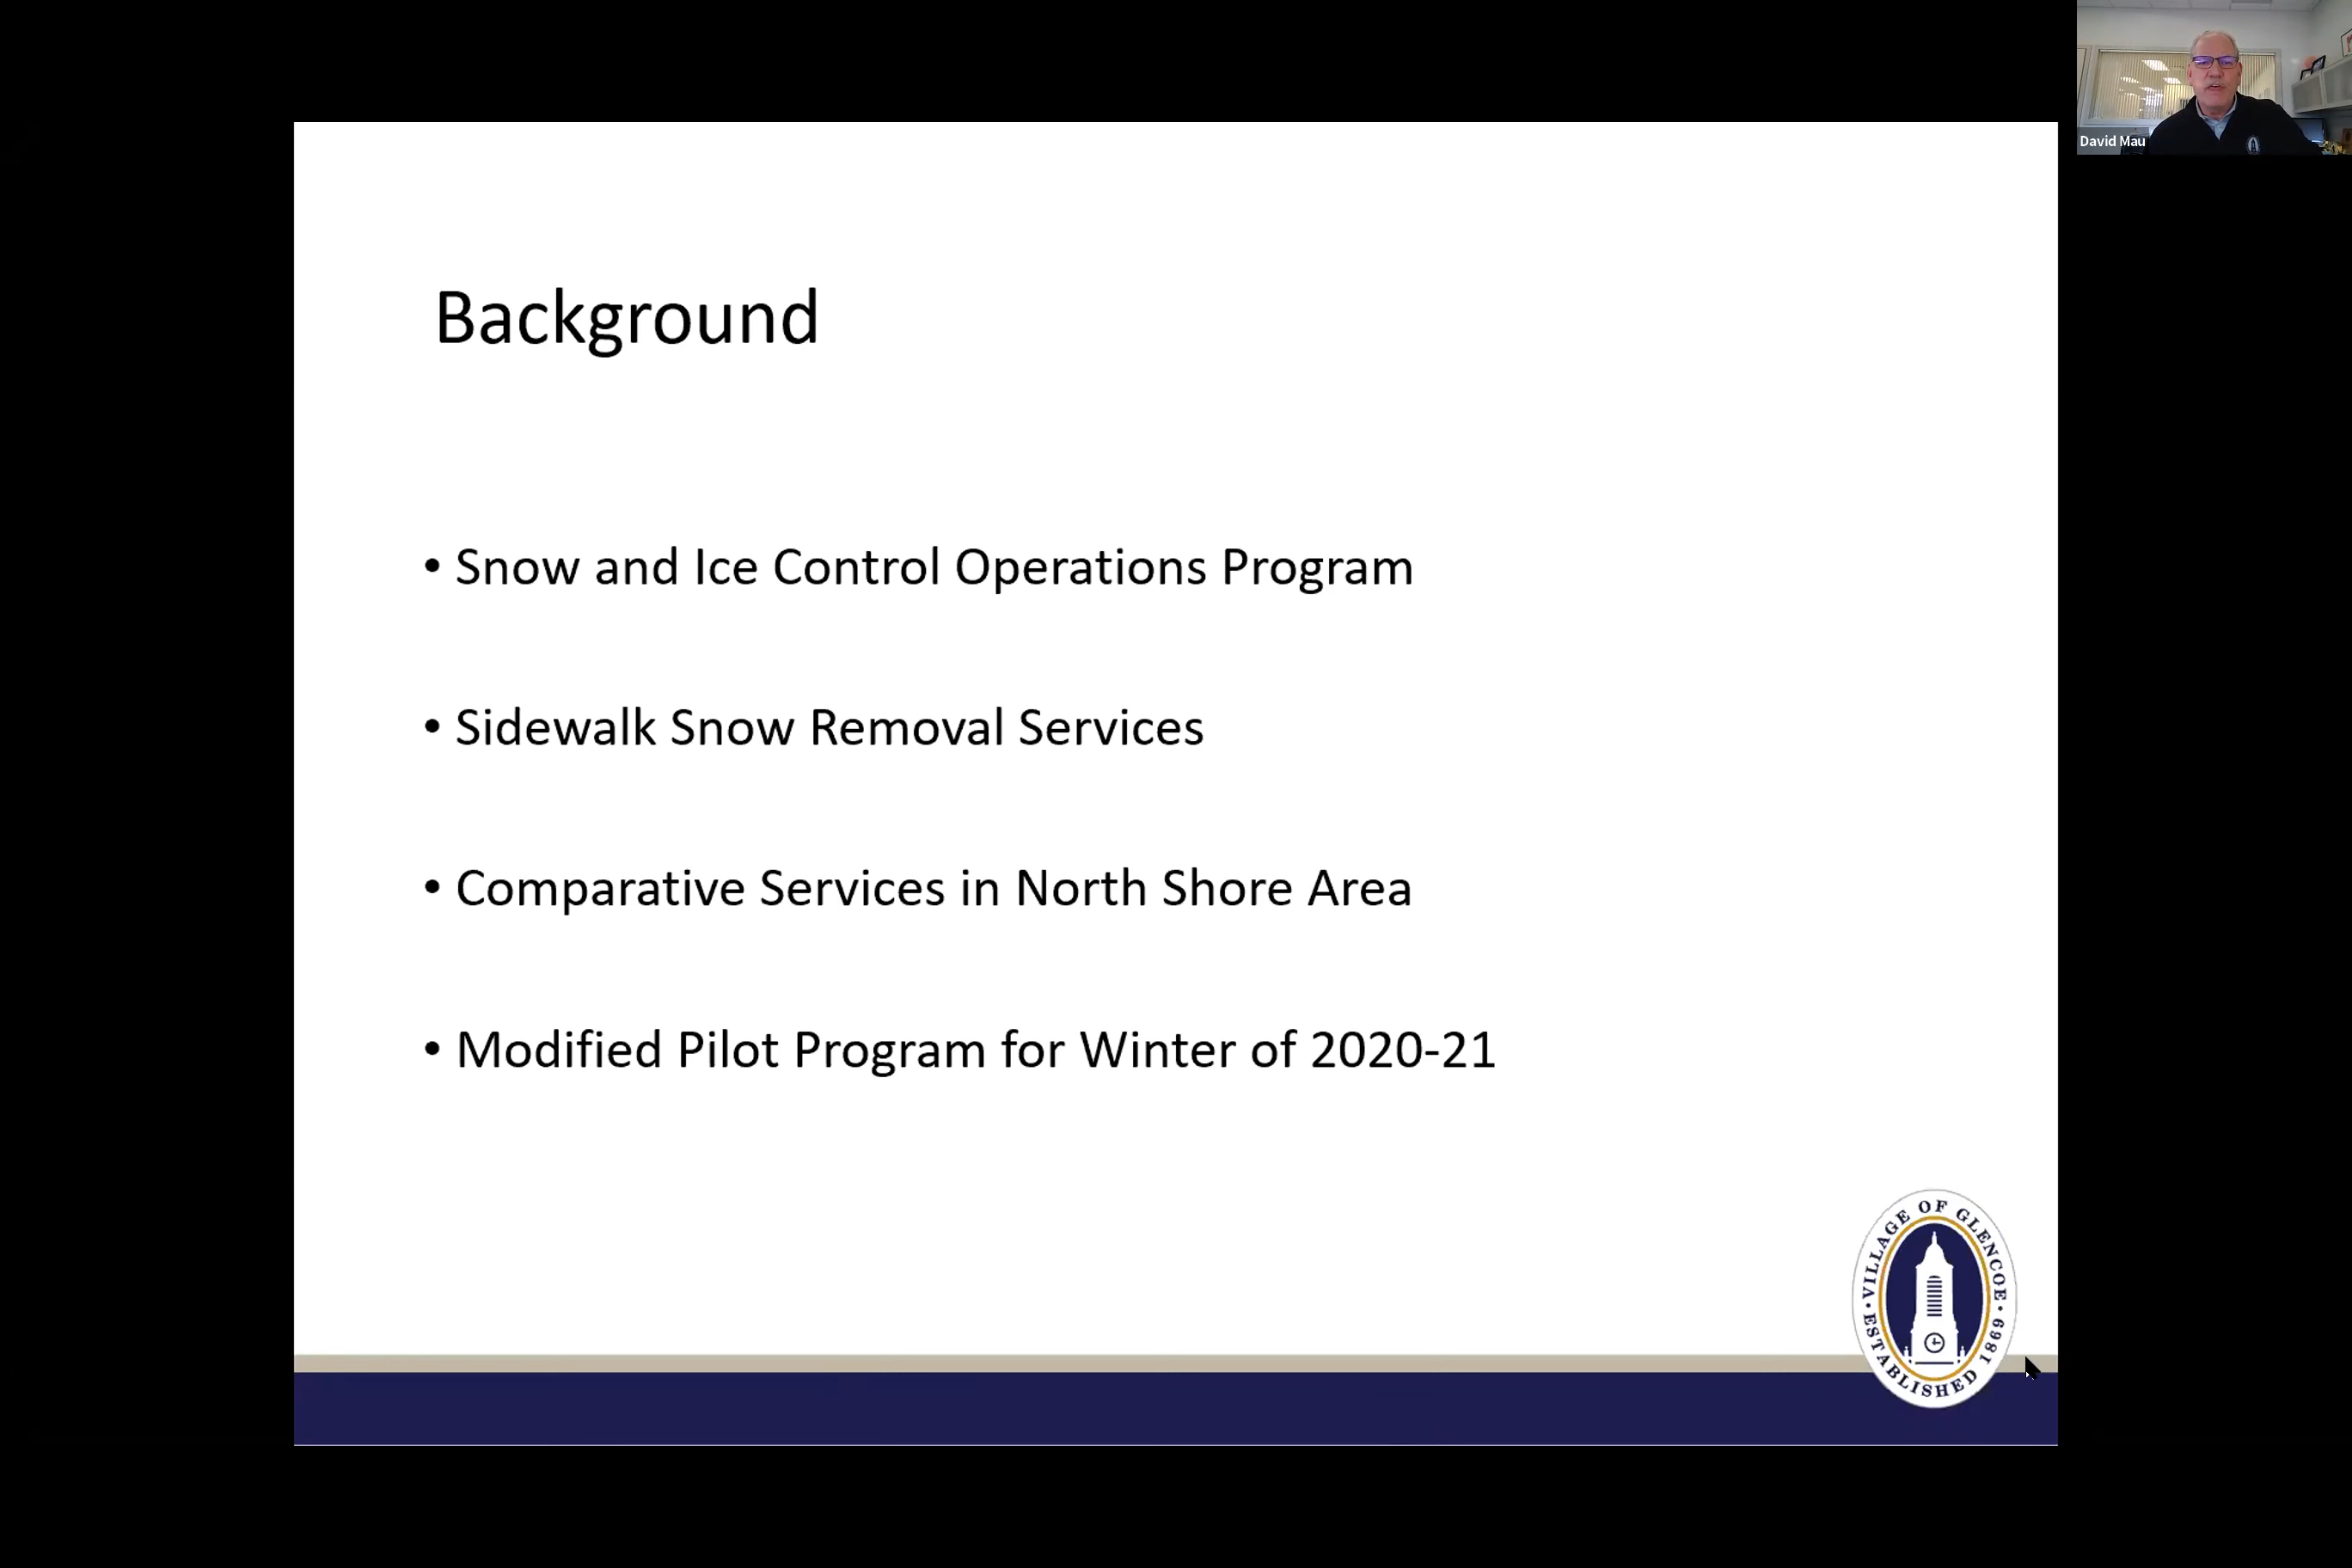 David Mau
Background
• Snow and Ice Control Operations Program
• Sidewalk Snow Removal Services
• Comparative Services in North Shore Area
• Modified Pilot Program for Winter of 2020-21
• VILLAGE OF GLENCOE •
ESTABLISHED 1869